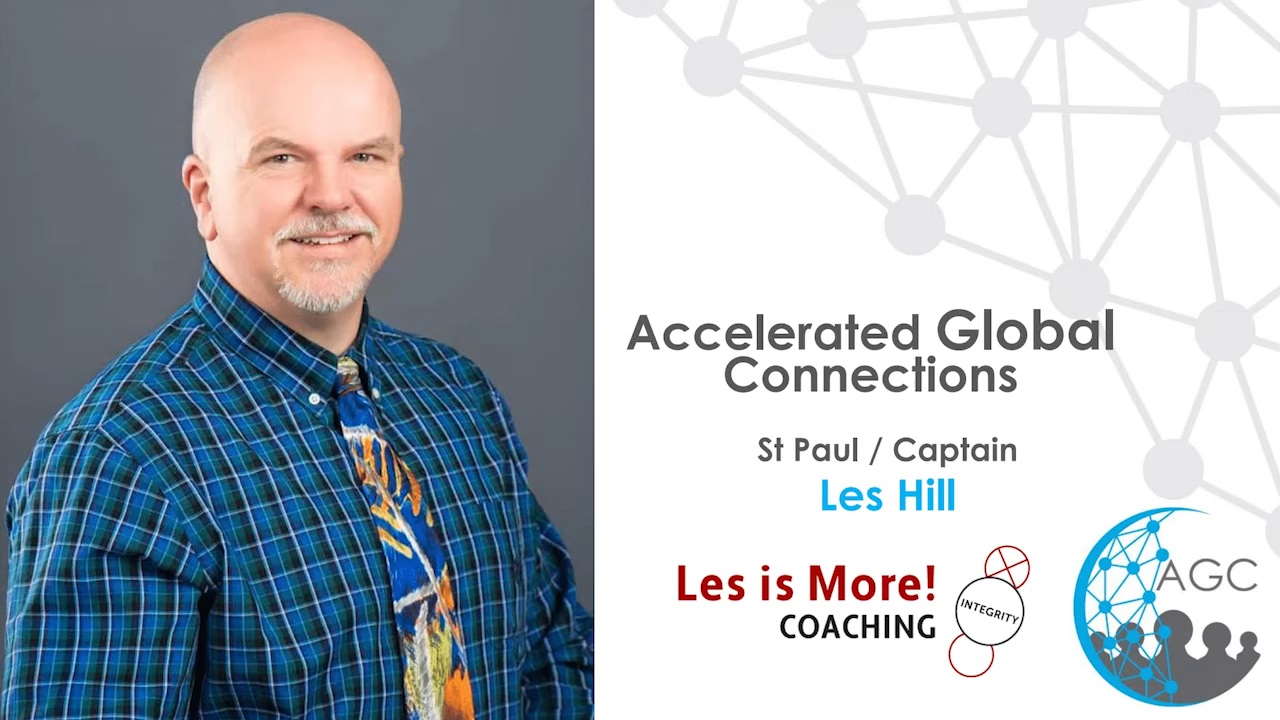 Accelerated Global
Connections
St Paul / Captain
Les Hill
Les is More!
COACHING
INTEGRITY
AGC